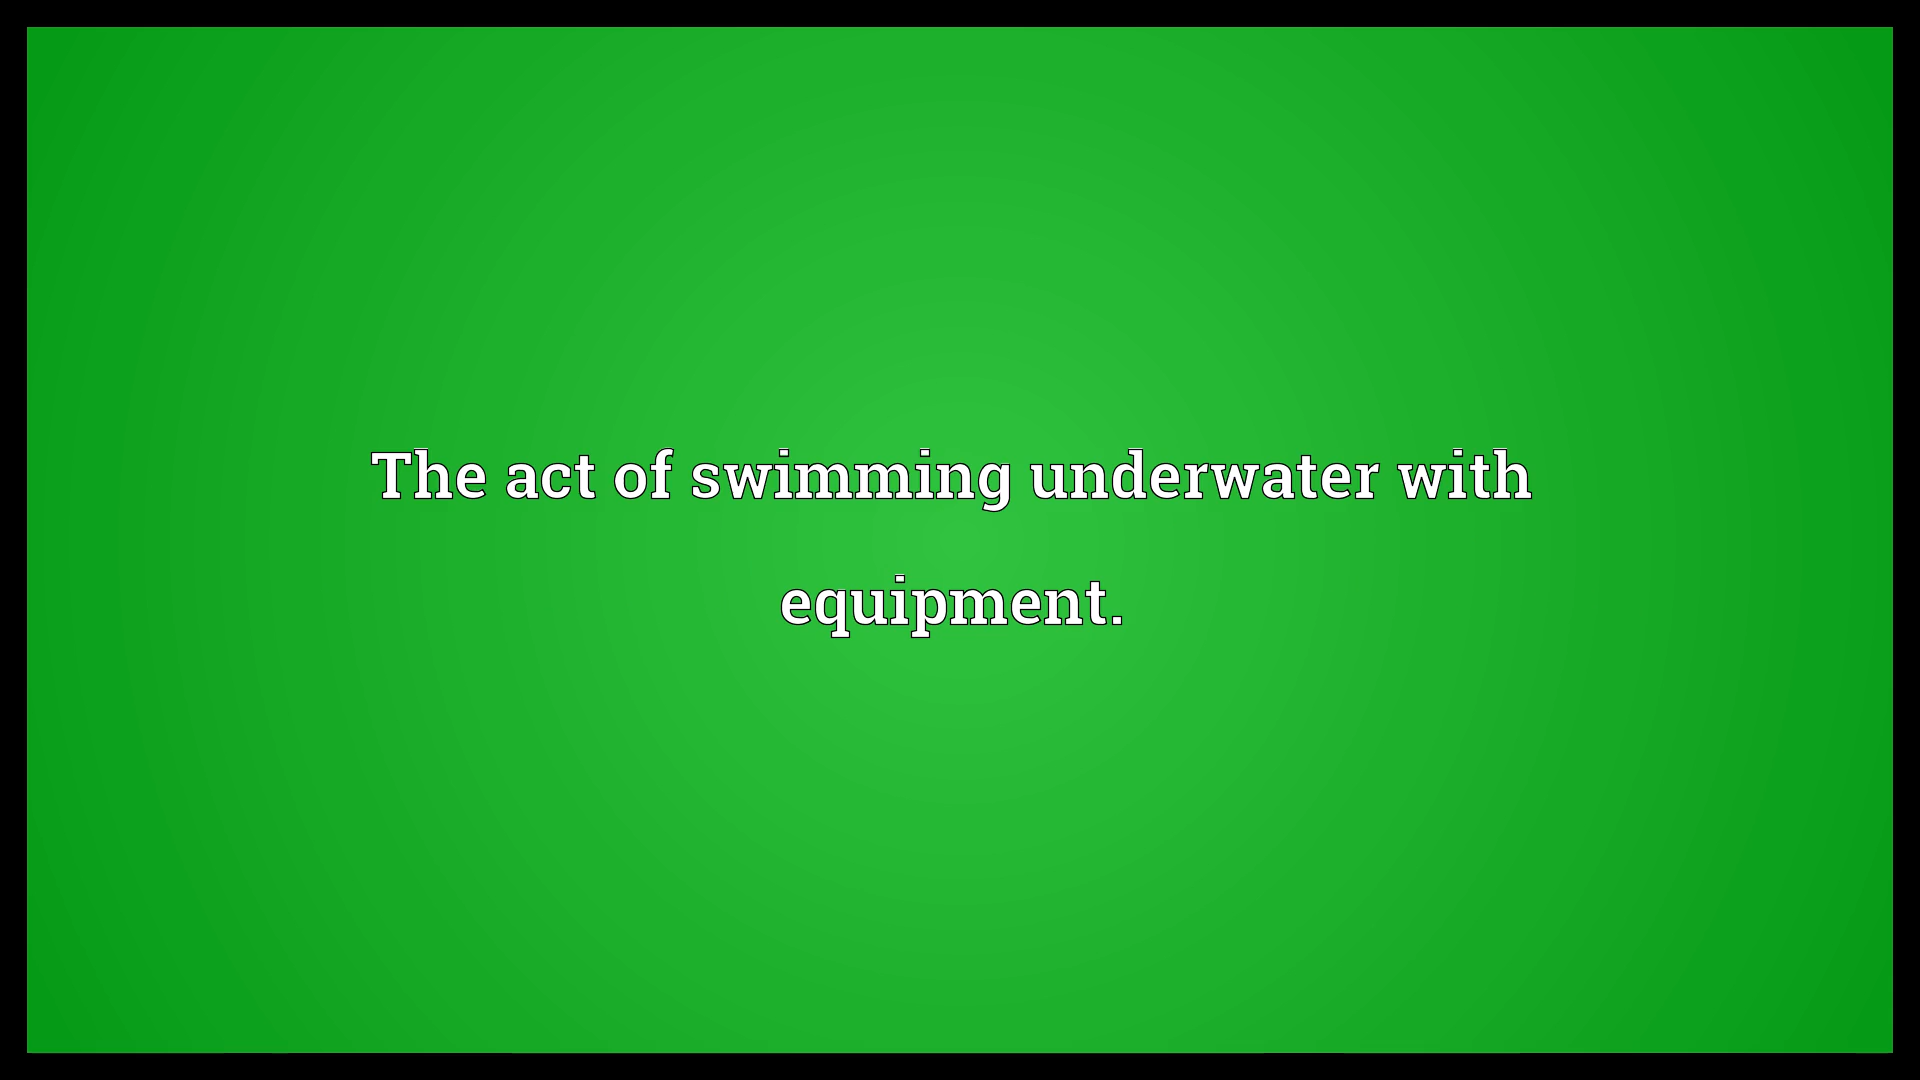 The act of swimming underwater with
equipment.